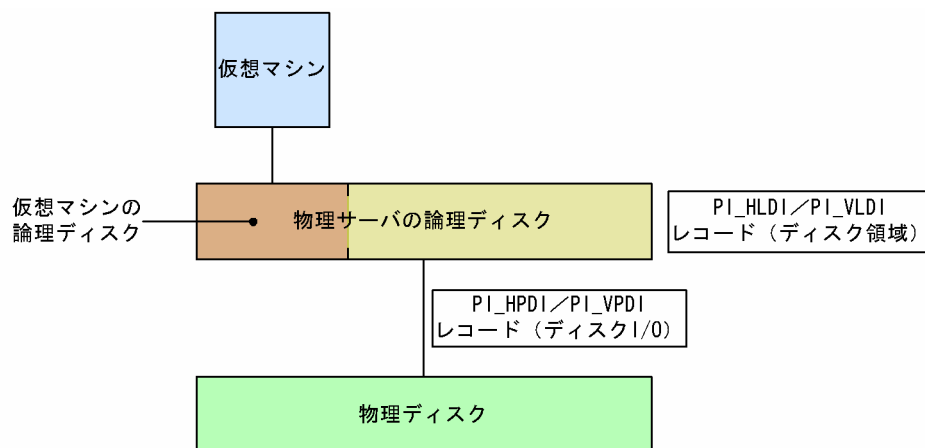 仮想マシン
仮想マシンの
論理ディスク
物理サーバの論理ディスク
PI_HLDI／PI_VLDI
レコード（ディスク領域）
PI_HPDI／PI_VPDI
レコード（ディスクI/O）
物理ディスク